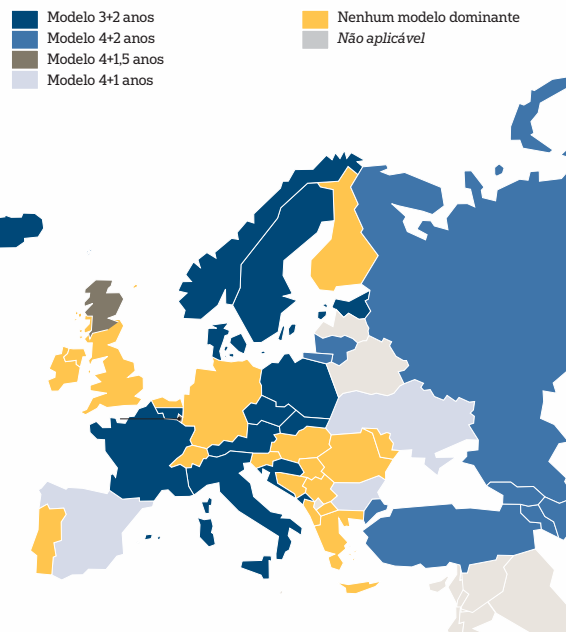 Modelo 3+2 anos
Modelo 4+2 anos
Modelo 4+1,5 anos
Modelo 4+1 anos
Nenhum modelo dominante
Não aplicável